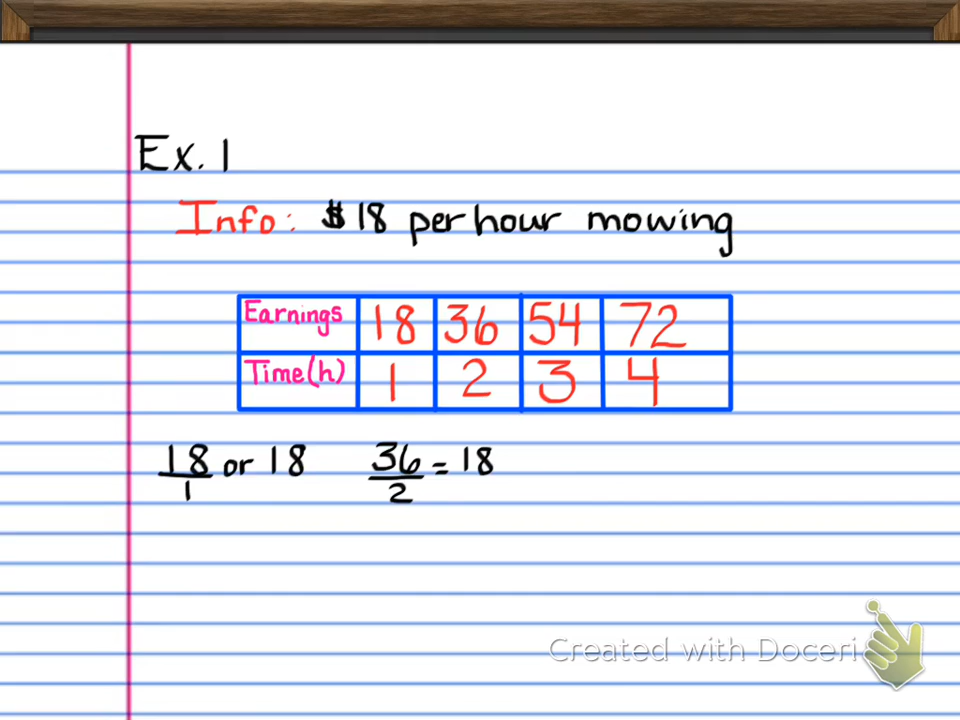 Ex. 1
Info: $18 per hour mowing
Earnings 18 36 54 72
Time(h) 1 2 3 4
18/1 or 18 36/2 = 18
Created with Doceri